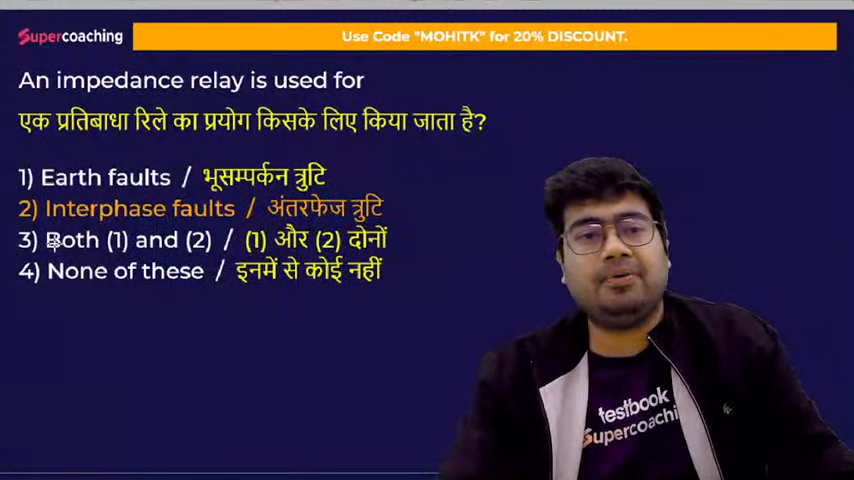 Supercoaching
Use Code "MOHITK" for 20% DISCOUNT.
An impedance relay is used for
एक प्रतिबाधा रिले का प्रयोग किसके लिए किया जाता है?
1) Earth faults / भूसम्पर्कन त्रुटि
2) Interphase faults / अंतरफेज त्रुटि
3) Both (1) and (2) / (1) और (2) दोनों
4) None of these / इनमें से कोई नहीं
testbook
Supercoaching